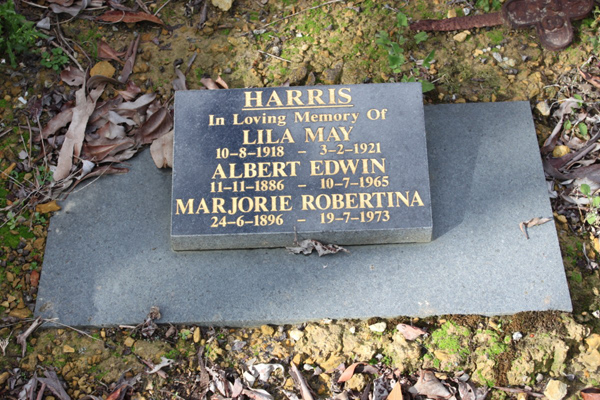 HARRIS
In Loving Memory Of
LILA MAY
10-8-1918 - 3-2-1921
ALBERT EDWIN
11-11-1886 - 10-7-1965
MARJORIE ROBERTINA
24-6-1896 - 19-7-1973